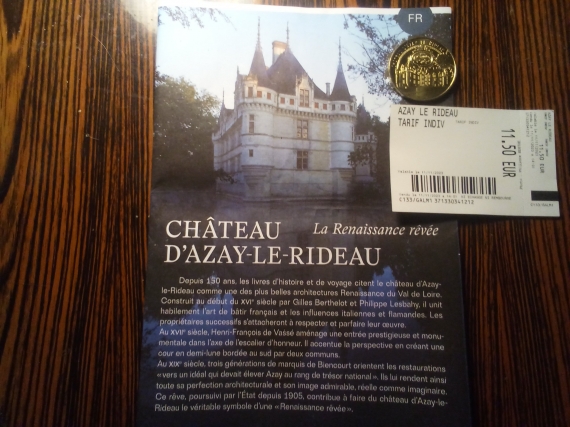 FR
AZAY LE RIDEAU
TARIF INDIV
11,50 EUR
CHÂTEAU La Renaissance rêvée
D'AZAY-LE-RIDEAU
Depuis 150 ans, les livres d'histoire et de voyage citent le château d'Azay-
le-Rideau comme une des plus belles architectures Renaissance du Val de Loire.
Construit au début du XVIᵉ siècle par Gilles Berthelot et Philippe Lesbahy, il unit
habilement l'art de bâtir français et les influences italiennes et flamandes. Les
propriétaires successifs s'attacheront à respecter et parfaire leur œuvre.
Au XVIIᵉ siècle, Henri-François de Vassé aménage une entrée prestigieuse et monu-
mentale dans l'axe de l'escalier d'honneur. Il accentue la perspective en créant une
cour en demi-lune bordée au sud par deux communs.
Au XIXᵉ siècle, trois générations de marquis de Biencourt orientent les restaurations
« vers un idéal qui devait élever Azay au rang de trésor national ». Ils lui rendent ainsi
toute sa perfection architecturale et son image admirable, réelle comme imaginaire.
Ce rêve, poursuivi par l'État depuis 1905, contribue à faire du château d'Azay-le-
Rideau le véritable symbole d'une « Renaissance rêvée ».